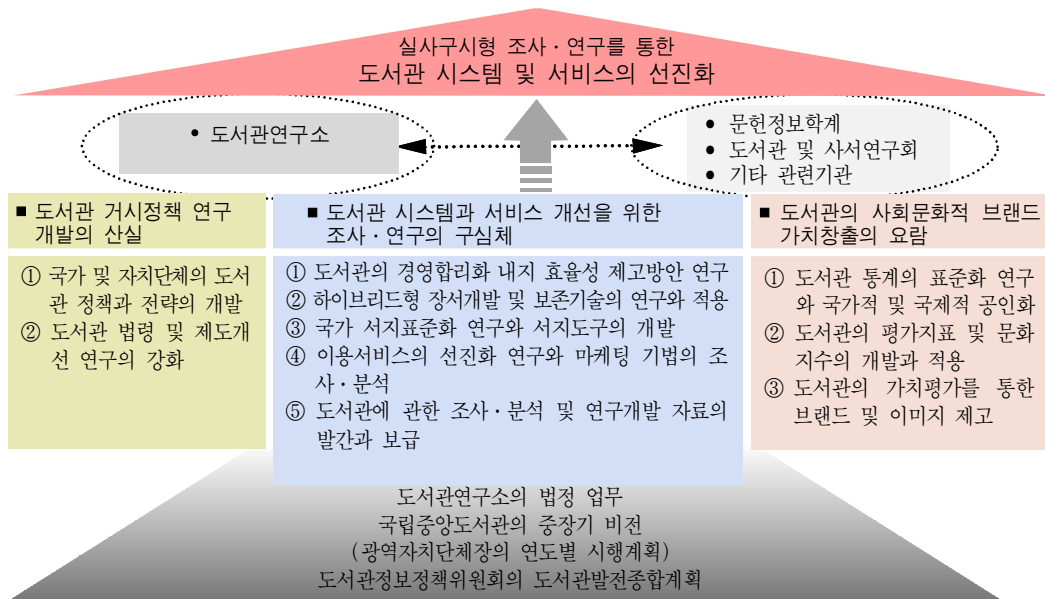 실사구시형 조사·연구를 통한
도서관 시스템 및 서비스의 선진화
• 도서관연구소
● 문헌정보학계
● 도서관 및 사서연구회
● 기타 관련기관
■ 도서관 거시정책 연구
개발의 산실
① 국가 및 자치단체의 도서
관 정책과 전략의 개발
② 도서관 법령 및 제도개
선 연구의 강화
■ 도서관 시스템과 서비스 개선을 위한
조사·연구의 구심체
① 도서관의 경영합리화 내지 효율성 제고방안 연구
② 하이브리드형 장서개발 및 보존기술의 연구와 적용
③ 국가 서지표준화 연구와 서지도구의 개발
④ 이용서비스의 선진화 연구와 마케팅 기법의 조
사·분석
⑤ 도서관에 관한 조사·분석 및 연구개발 자료의
발간과 보급
■ 도서관의 사회문화적 브랜드
가치창출의 요람
① 도서관 통계의 표준화 연구
와 국가적 및 국제적 공인화
② 도서관의 평가지표 및 문화
지수의 개발과 적용
③ 도서관의 가치평가를 통한
브랜드 및 이미지 제고
도서관연구소의 법정 업무
국립중앙도서관의 중장기 비전
(광역자치단체장의 연도별 시행계획)
도서관정보정책위원회의 도서관발전종합계획